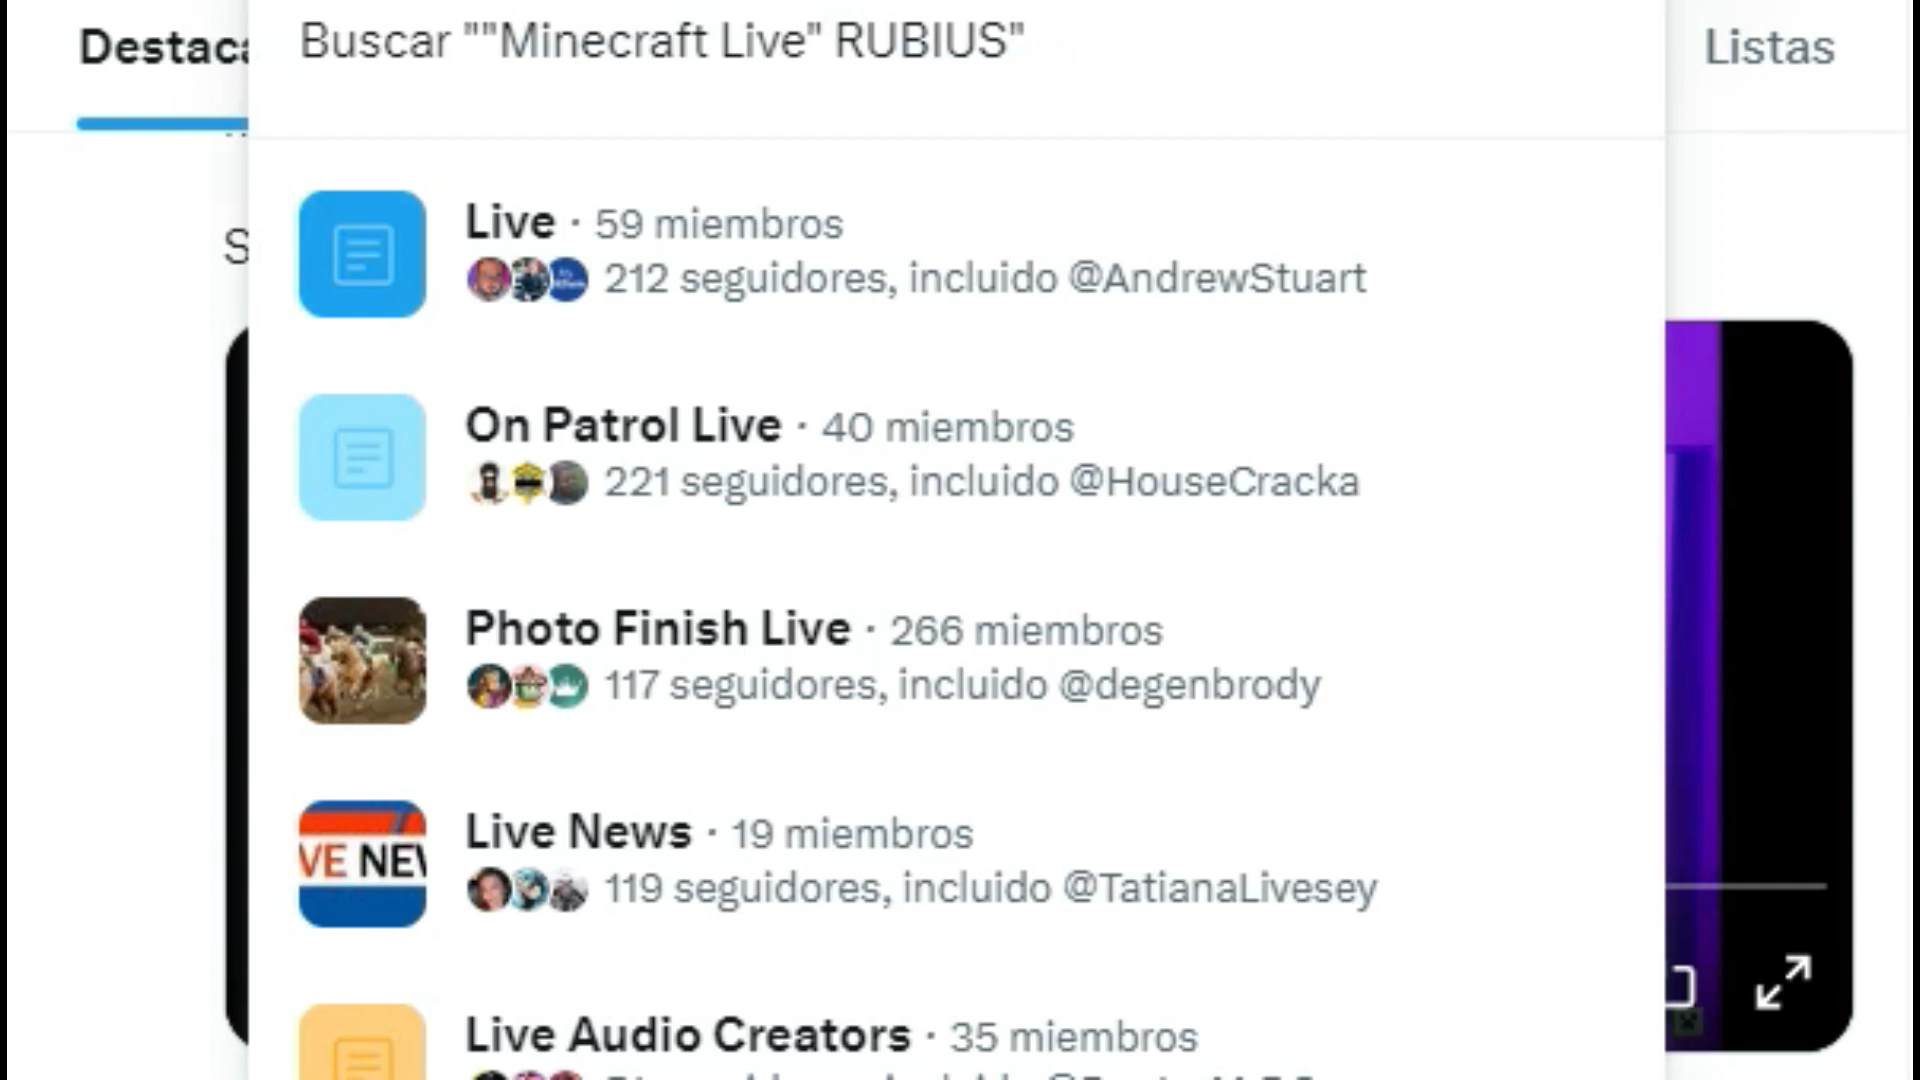 Destaca
Buscar ""Minecraft Live" RUBIUS"
Listas
S
Live · 59 miembros
212 seguidores, incluido @AndrewStuart
On Patrol Live · 40 miembros
221 seguidores, incluido @HouseCracka
Photo Finish Live · 266 miembros
117 seguidores, incluido @degenbrody
VE NEV
Live News · 19 miembros
119 seguidores, incluido @TatianaLivesey
Live Audio Creators · 35 miembros